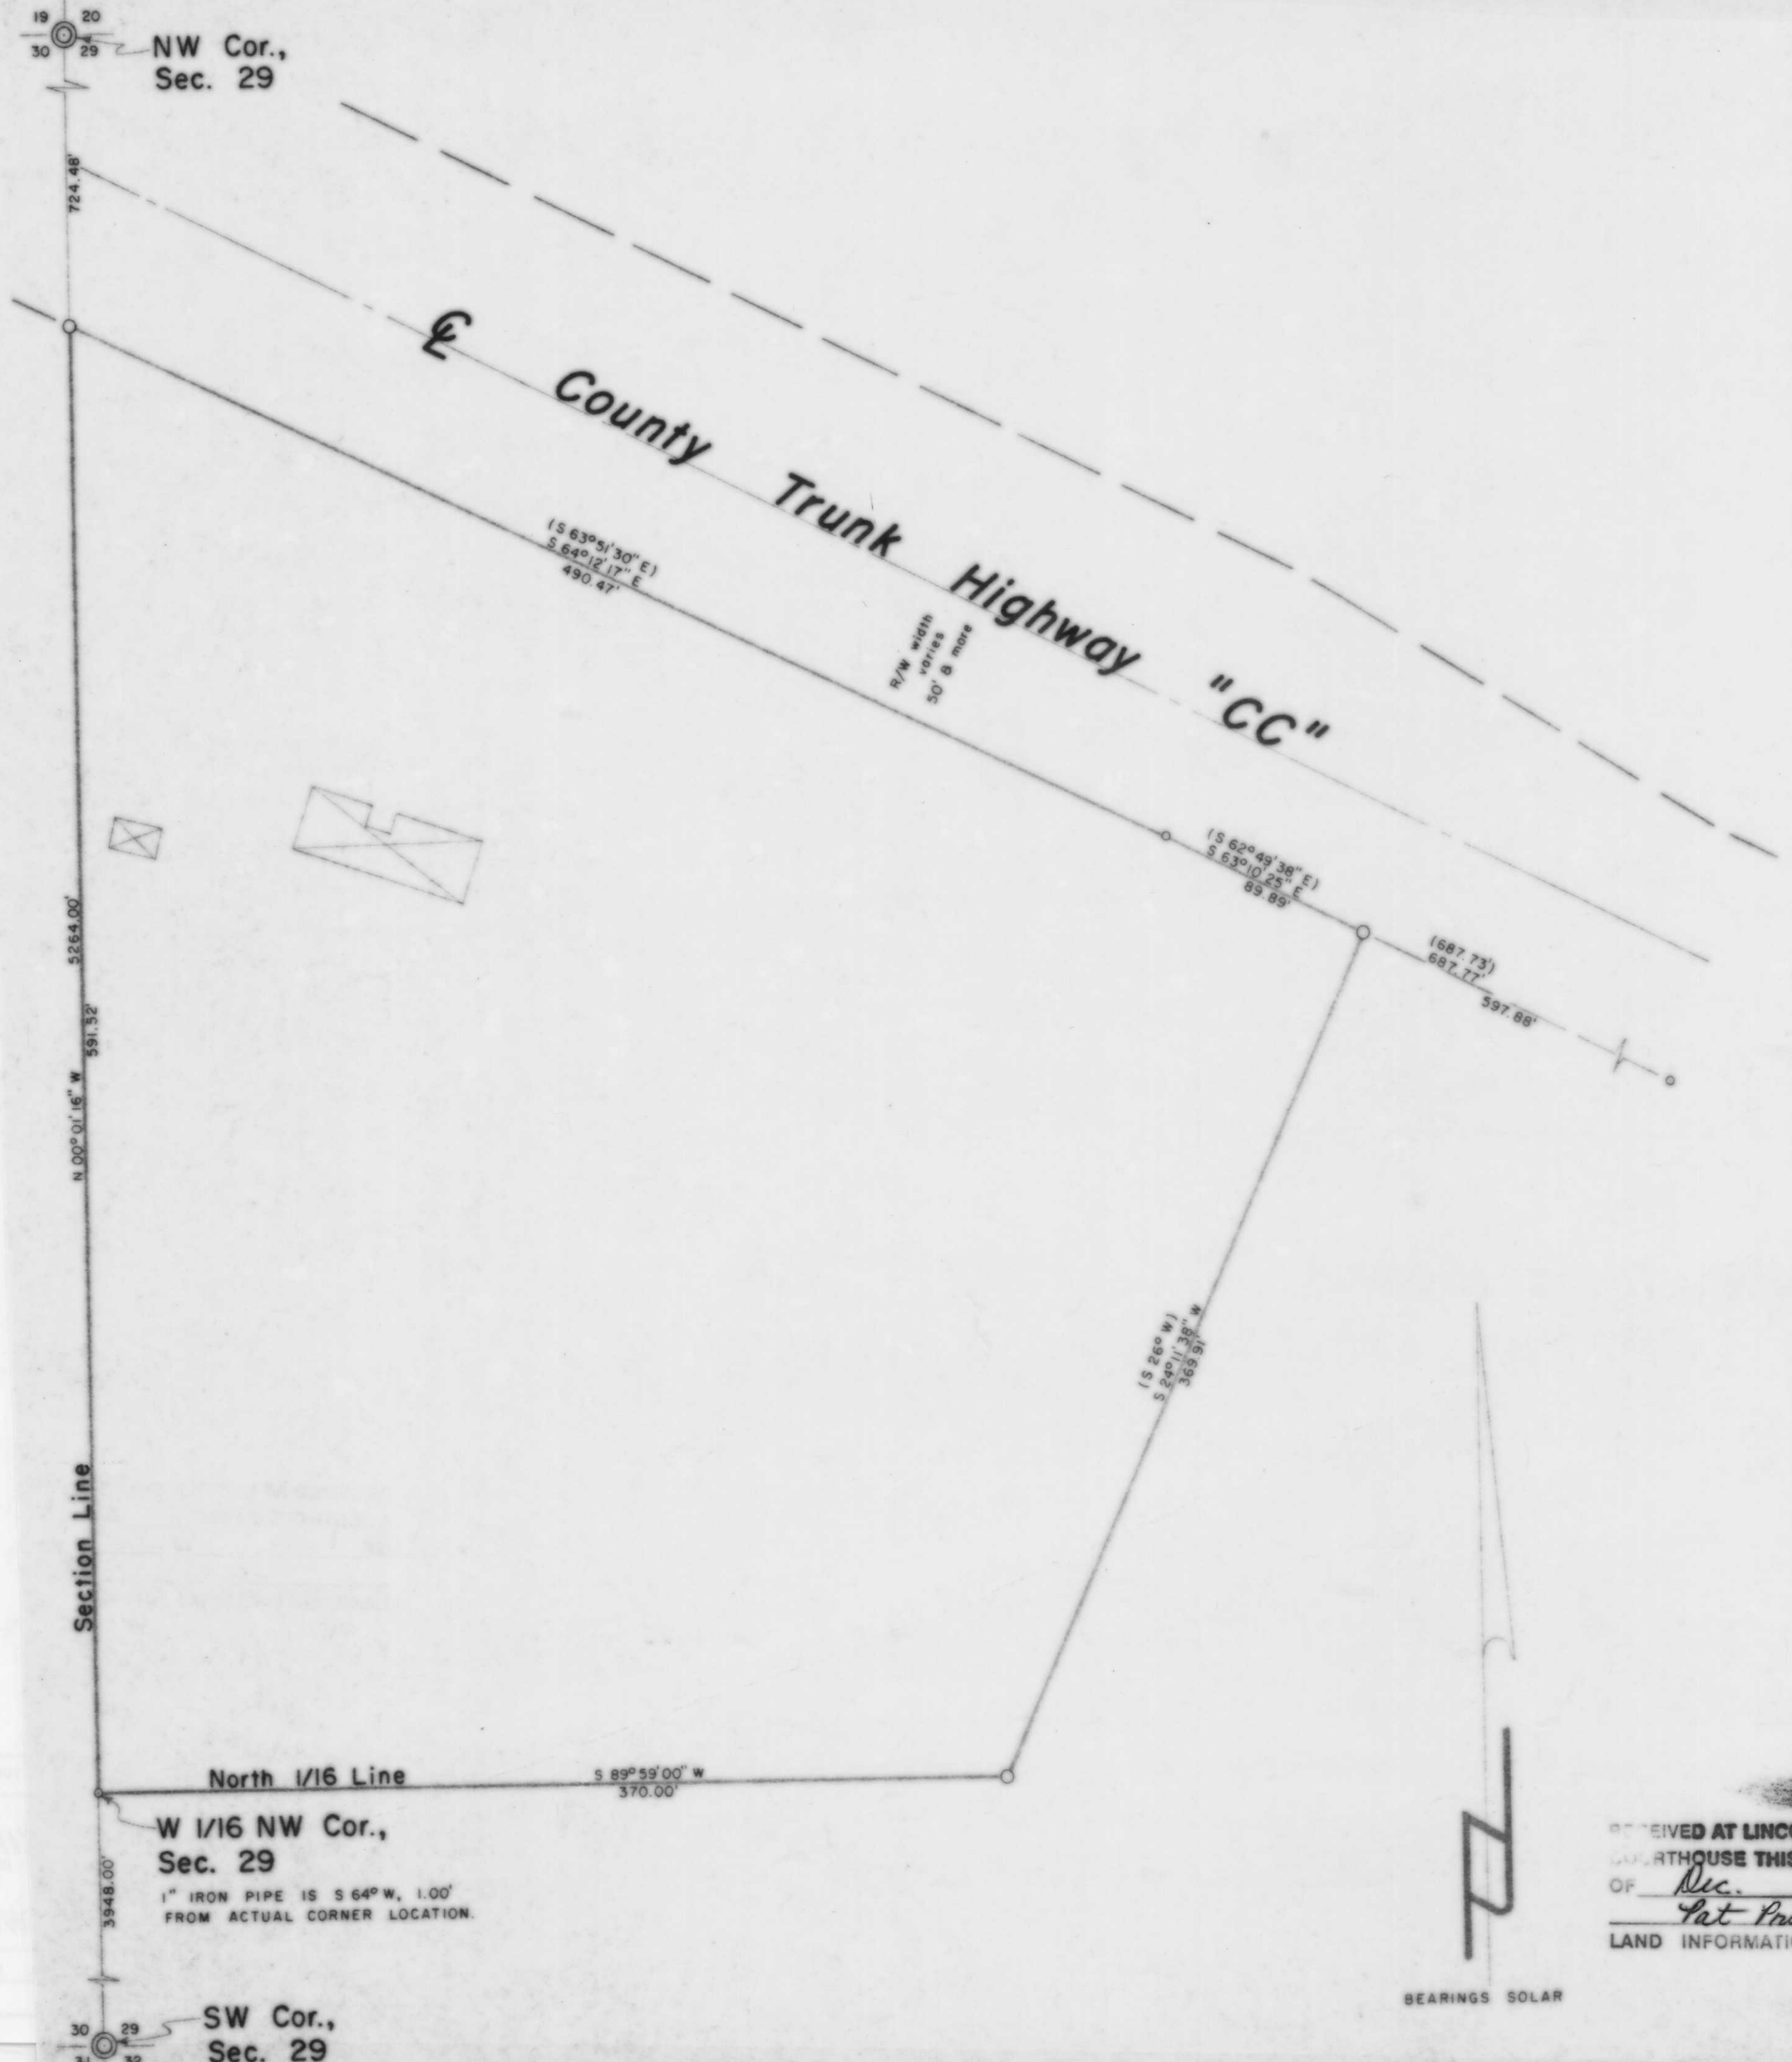 19 20
30 29
NW Cor.,
Sec. 29
724.48'
℄ County Trunk Highway "CC"
(S 63°51'30" E)
S 64°12'17" E
490.47'
R/W width
varies
50' & more
(S 62°49'38" E)
S 63°10'25" E
89.89'
(687.73')
687.77'
597.88'
5264.00'
591.52'
N 00°01'16" W
(S 26° W)
S 24°11'38" W
369.91'
Section Line
North 1/16 Line
S 89°59'00" W
370.00'
W 1/16 NW Cor.,
Sec. 29
1" IRON PIPE IS S 64° W, 1.00'
FROM ACTUAL CORNER LOCATION.
3948.00'
RECEIVED AT LINC
COURTHOUSE THIS
OF Dec.
Pat
LAND INFORMATI
BEARINGS SOLAR
30 29
31 32
SW Cor.,
Sec. 29